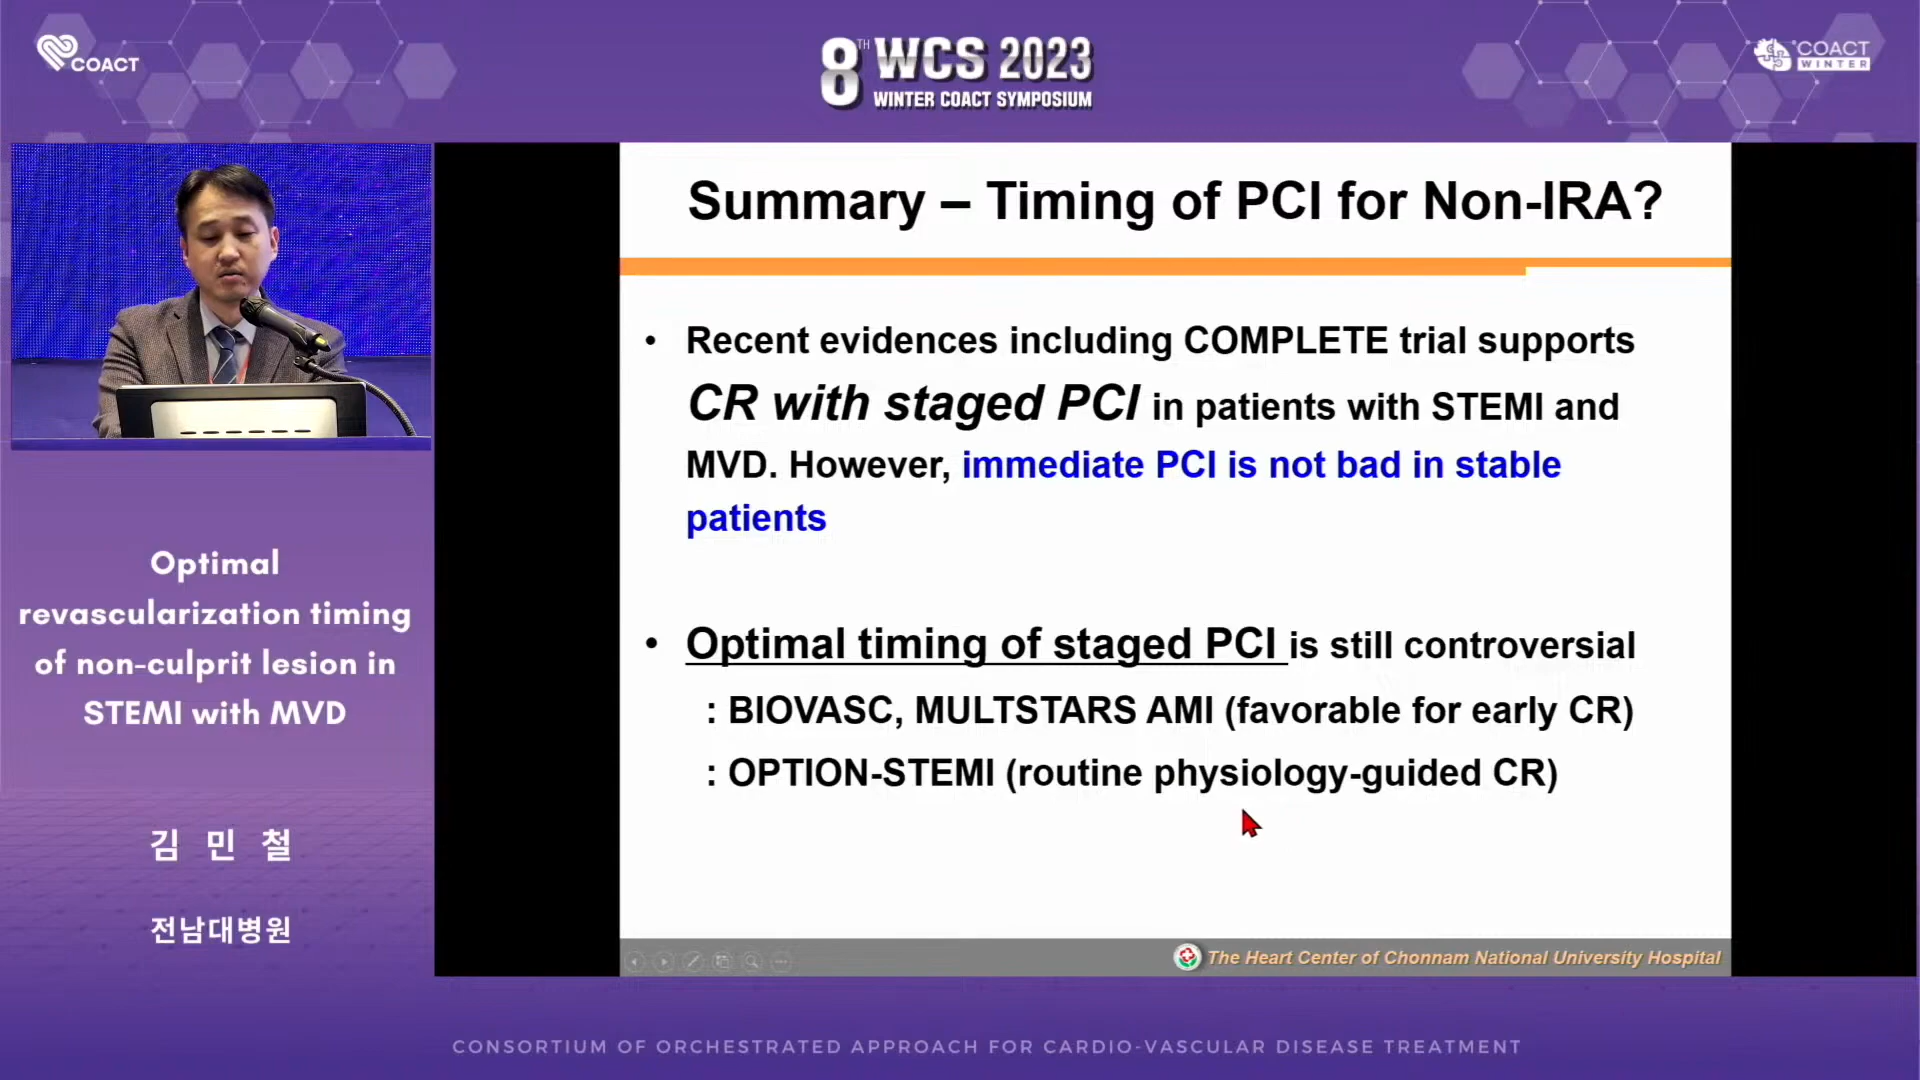 COACT
8TH WCS 2023
WINTER COACT SYMPOSIUM
COACT
WINTER
Summary – Timing of PCI for Non-IRA?
• Recent evidences including COMPLETE trial supports
CR with staged PCI in patients with STEMI and
MVD. However, immediate PCI is not bad in stable
patients
• Optimal timing of staged PCI is still controversial
: BIOVASC, MULTSTARS AMI (favorable for early CR)
: OPTION-STEMI (routine physiology-guided CR)
The Heart Center of Chonnam National University Hospital
Optimal
revascularization timing
of non-culprit lesion in
STEMI with MVD
김 민 철
전남대병원
CONSORTIUM OF ORCHESTRATED APPROACH FOR CARDIO-VASCULAR DISEASE TREATMENT